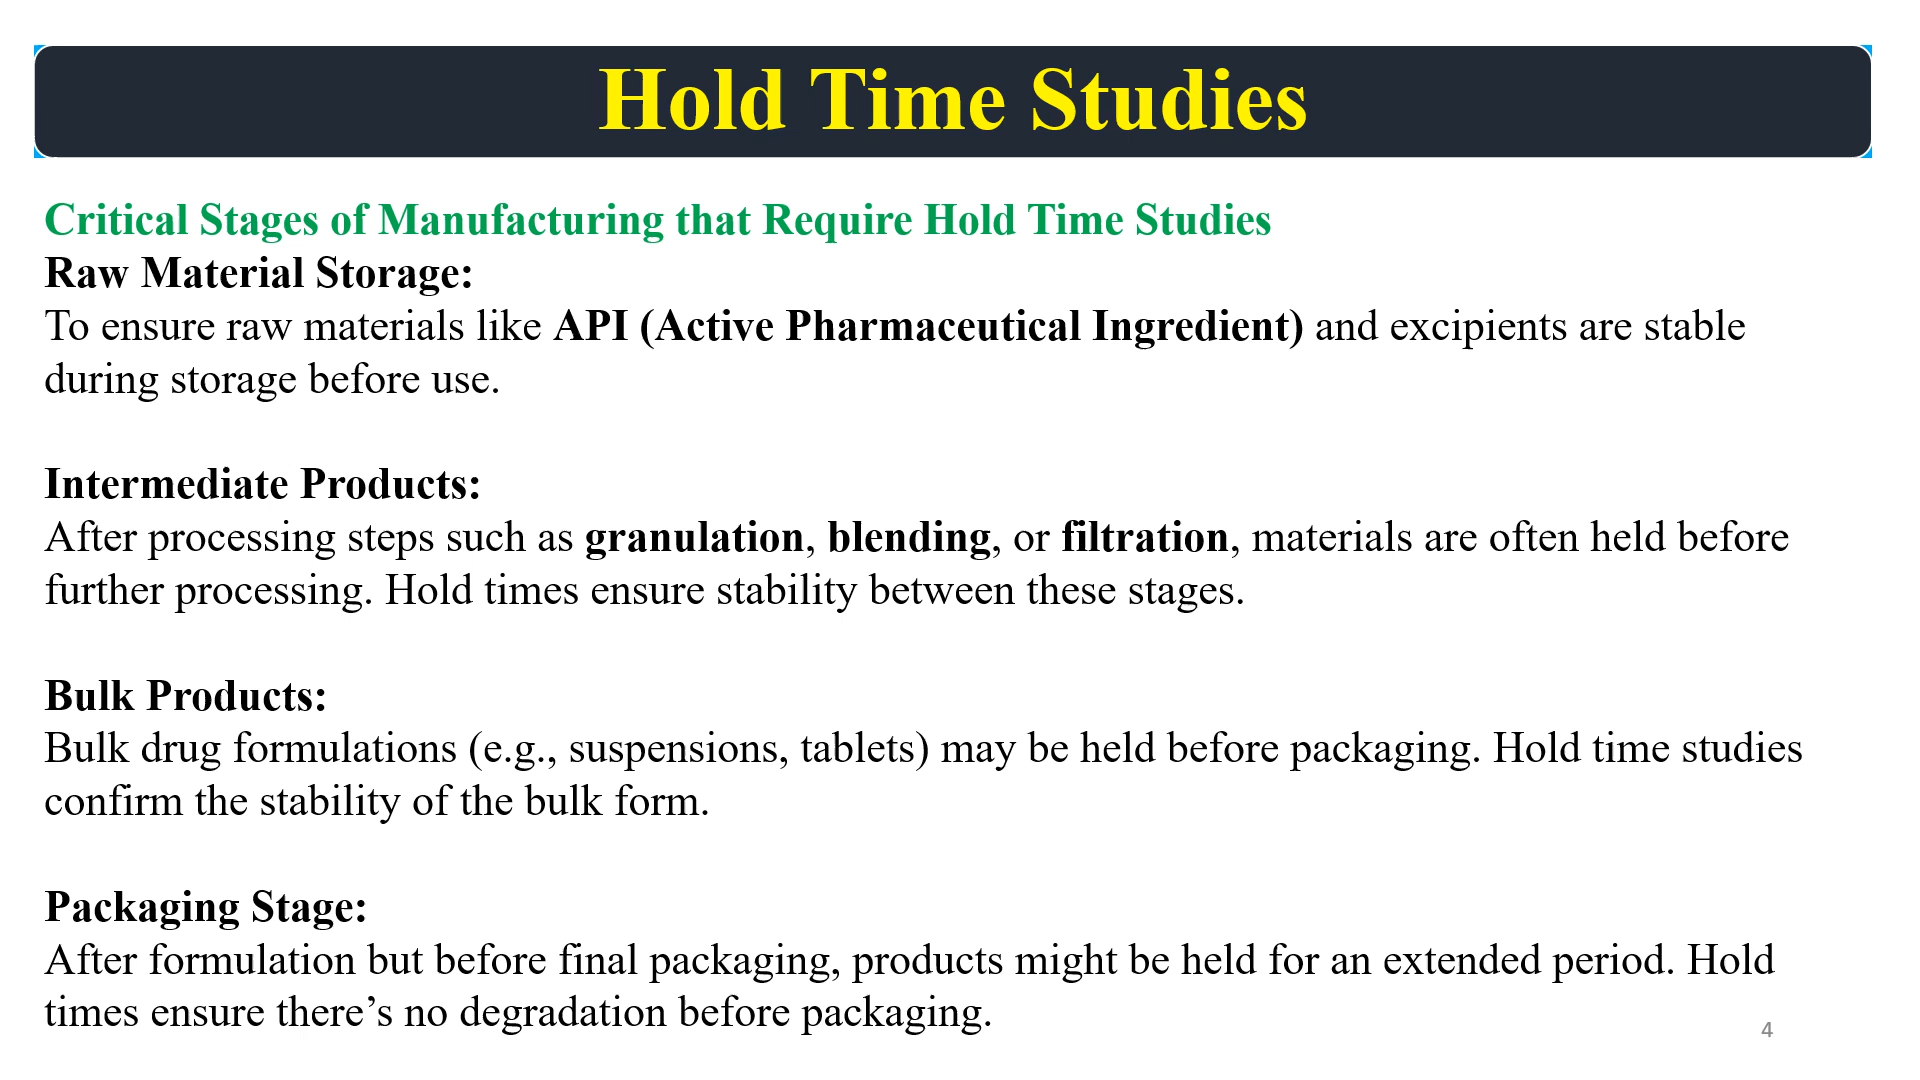 Hold Time Studies
Critical Stages of Manufacturing that Require Hold Time Studies
Raw Material Storage:
To ensure raw materials like API (Active Pharmaceutical Ingredient) and excipients are stable
during storage before use.
Intermediate Products:
After processing steps such as granulation, blending, or filtration, materials are often held before
further processing. Hold times ensure stability between these stages.
Bulk Products:
Bulk drug formulations (e.g., suspensions, tablets) may be held before packaging. Hold time studies
confirm the stability of the bulk form.
Packaging Stage:
After formulation but before final packaging, products might be held for an extended period. Hold
times ensure there’s no degradation before packaging.
4